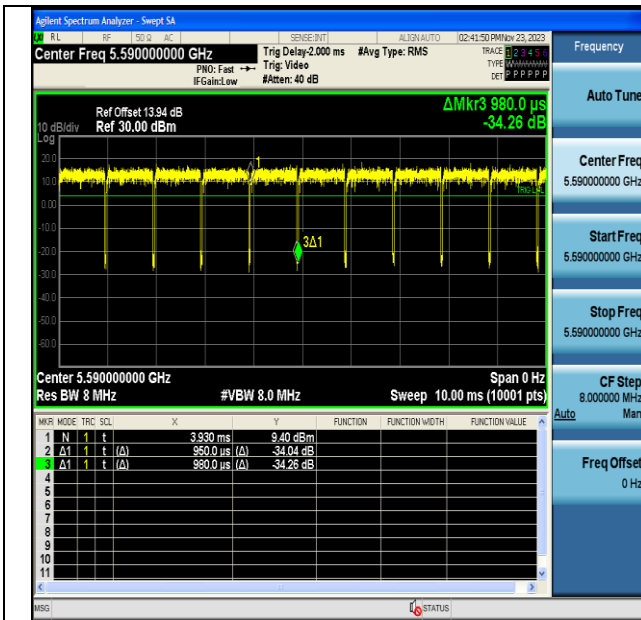 Agilent Spectrum Analyzer - Swept SA
RL RF 50 Ω AC SENSE:INT ALIGN AUTO 02:41:50 PM Nov 23, 2023
Center Freq 5.590000000 GHz
PNO: Fast
IFGain:Low
Trig Delay-2.000 ms
Trig: Video
#Atten: 40 dB
#Avg Type: RMS
TRACE 1 2 3 4 5 6
TYPE WWWWWW
DET P P P P P P
ΔMkr3 980.0 µs
-34.26 dB
Ref Offset 13.94 dB
10 dB/div Ref 30.00 dBm
Log
20.0
10.0
0.00
-10.0
-20.0
-30.0
-40.0
-50.0
-60.0
1
3Δ1
TRIG LVL
Center 5.590000000 GHz Span 0 Hz
Res BW 8 MHz #VBW 8.0 MHz Sweep 10.00 ms (10001 pts)
MKR MODE TRC SCL X Y FUNCTION FUNCTION WIDTH FUNCTION VALUE
1 N 1 t 3.930 ms 9.40 dBm
2 Δ1 1 t (Δ) 950.0 µs (Δ) -34.04 dB
3 Δ1 1 t (Δ) 980.0 µs (Δ) -34.26 dB
4
5
6
7
8
9
10
11
MSG STATUS
Frequency
Auto Tune
Center Freq
5.590000000 GHz
Start Freq
5.590000000 GHz
Stop Freq
5.590000000 GHz
CF Step
8.000000 MHz
Auto Man
Freq Offset
0 Hz